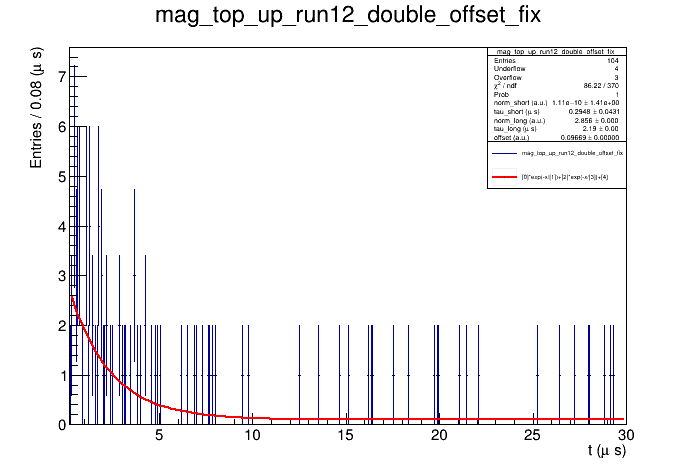 mag_top_up_run12_double_offset_fix
Entries / 0.08 (μ s)
7
6
5
4
3
2
1
0
5
10
15
20
25
30
t (μ s)
mag_top_up_run12_double_offset_fix
Entries 104
Underflow 4
Overflow 3
χ² / ndf 86.22 / 370
Prob 1
norm_short (a.u.) 1.11e−10 ± 1.41e+00
tau_short (μ s) 0.2948 ± 0.0431
norm_long (a.u.) 2.856 ± 0.000
tau_long (μ s) 2.19 ± 0.00
offset (a.u.) 0.09669 ± 0.00000
mag_top_up_run12_double_offset_fix
[0]*exp(-x/[1])+[2]*exp(-x/[3])+[4]